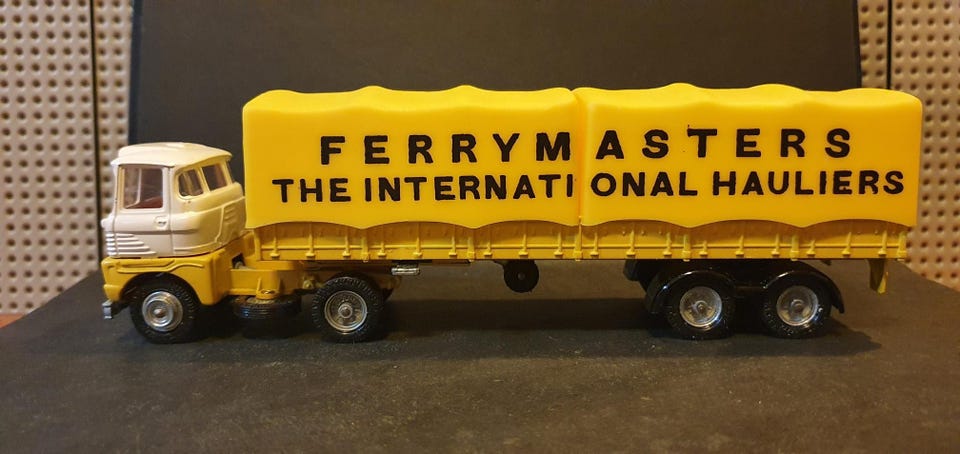 FERRYMASTERS
THE INTERNATIONAL HAULIERS